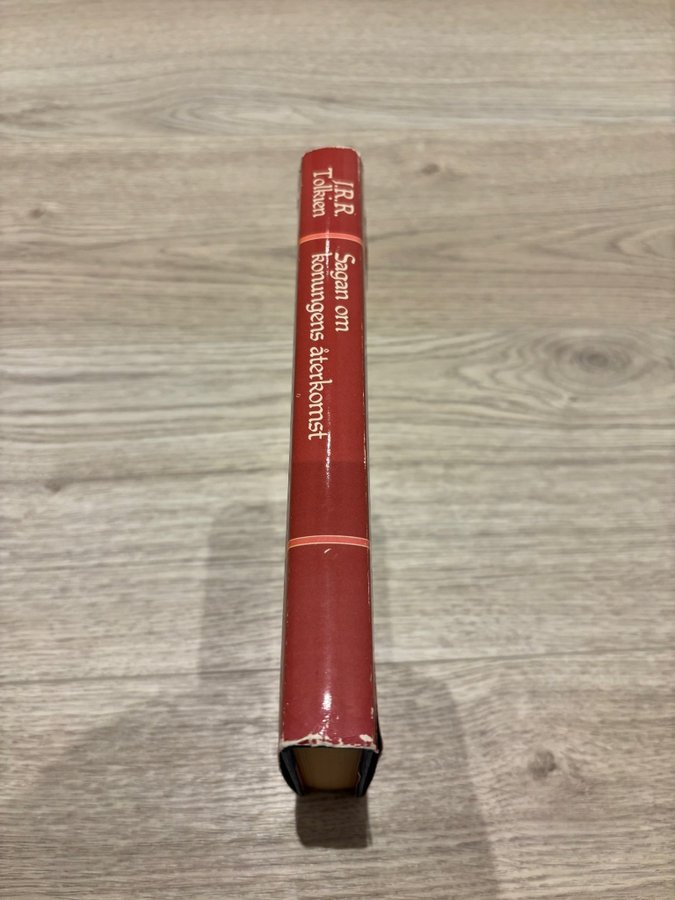 J.R.R.
Tolkien
Sagan om
konungens återkomst